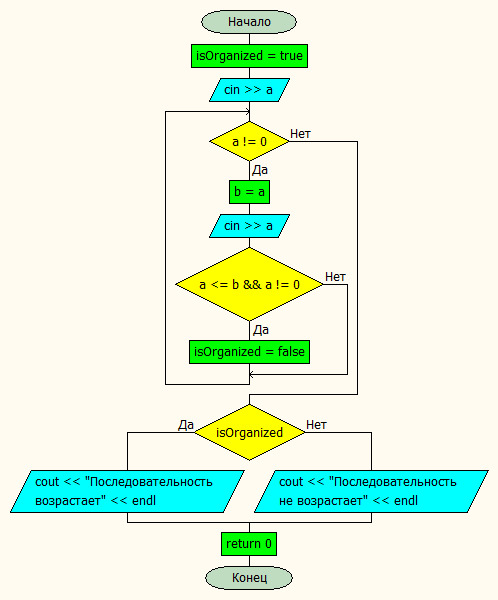 Начало
isOrganized = true
cin >> a
a != 0
Нет
Да
b = a
cin >> a
a <= b && a != 0
Нет
Да
isOrganized = false
isOrganized
Да
Нет
cout << "Последовательность
возрастает" << endl
cout << "Последовательность
не возрастает" << endl
return 0
Конец